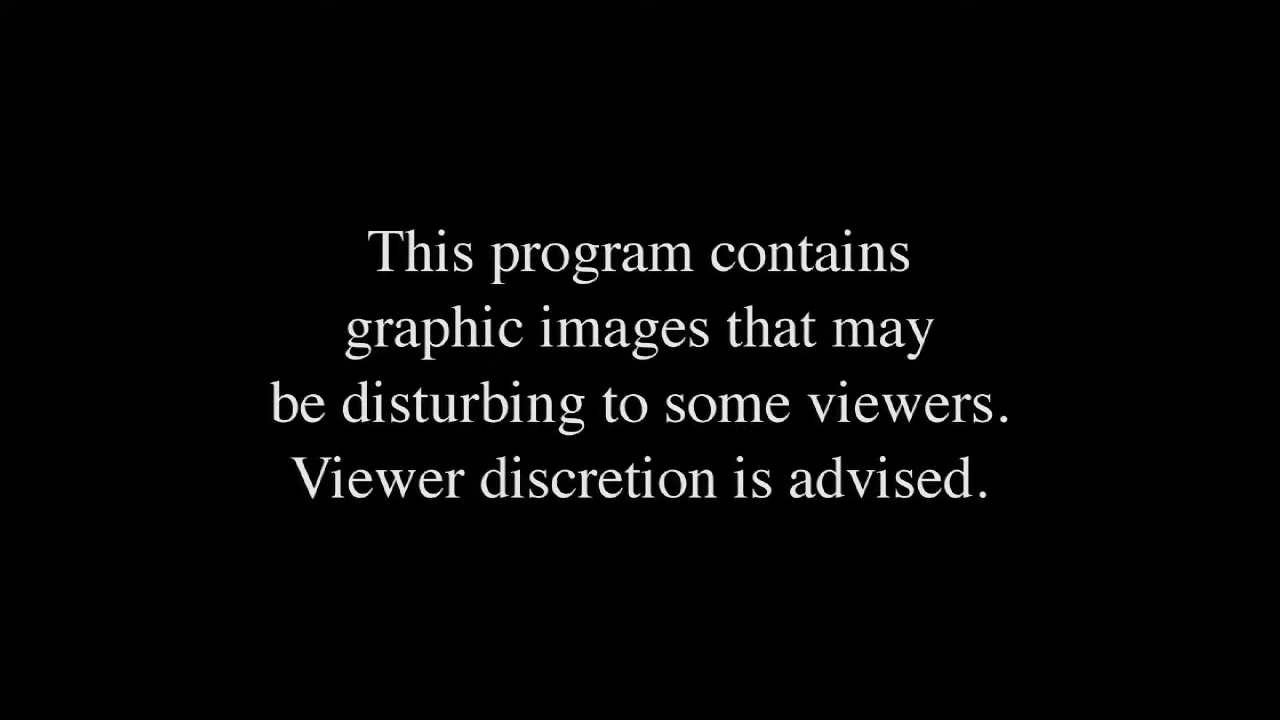 This program contains
graphic images that may
be disturbing to some viewers.
Viewer discretion is advised.